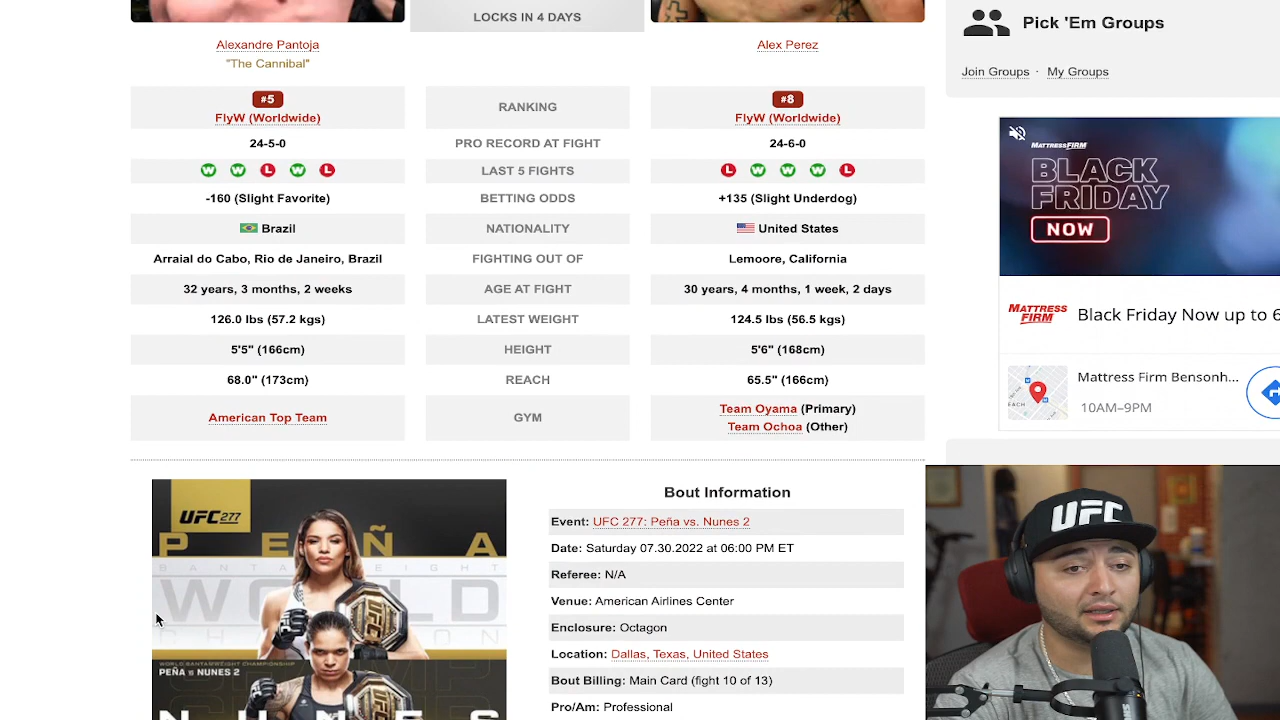 LOCKS IN 4 DAYS
Alexandre Pantoja
"The Cannibal"
Alex Perez
#5
FlyW (Worldwide)
RANKING
#8
FlyW (Worldwide)
24-5-0
PRO RECORD AT FIGHT
24-6-0
W W L W L
LAST 5 FIGHTS
L W W W L
-160 (Slight Favorite)
BETTING ODDS
+135 (Slight Underdog)
Brazil
NATIONALITY
United States
Arraial do Cabo, Rio de Janeiro, Brazil
FIGHTING OUT OF
Lemoore, California
32 years, 3 months, 2 weeks
AGE AT FIGHT
30 years, 4 months, 1 week, 2 days
126.0 lbs (57.2 kgs)
LATEST WEIGHT
124.5 lbs (56.5 kgs)
5'5" (166cm)
HEIGHT
5'6" (168cm)
68.0" (173cm)
REACH
65.5" (166cm)
American Top Team
GYM
Team Oyama (Primary)
Team Ochoa (Other)
UFC 277
PEÑA
BANTAMWEIGHT
WORLD
WORLD BANTAMWEIGHT CHAMPIONSHIP
PEÑA VS NUNES 2
NUNES
Bout Information
Event: UFC 277: Peña vs. Nunes 2
Date: Saturday 07.30.2022 at 06:00 PM ET
Referee: N/A
Venue: American Airlines Center
Enclosure: Octagon
Location: Dallas, Texas, United States
Bout Billing: Main Card (fight 10 of 13)
Pro/Am: Professional
Pick 'Em Groups
Join Groups · My Groups
MATTRESS FIRM
BLACK
FRIDAY
NOW
MATTRESS
FIRM
Black Friday Now up to 6
EACH
Mattress Firm Bensonh...
10AM–9PM
UFC